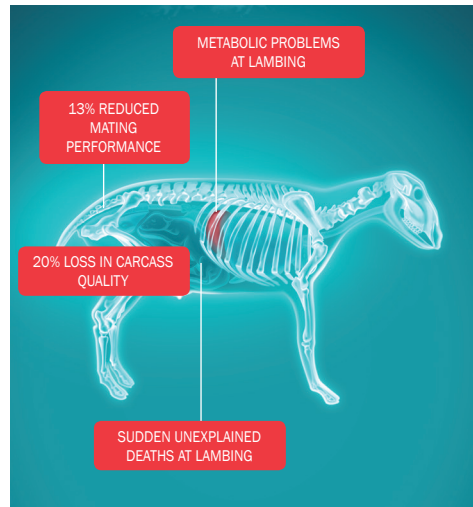 METABOLIC PROBLEMS
AT LAMBING
13% REDUCED
MATING
PERFORMANCE
20% LOSS IN CARCASS
QUALITY
SUDDEN UNEXPLAINED
DEATHS AT LAMBING